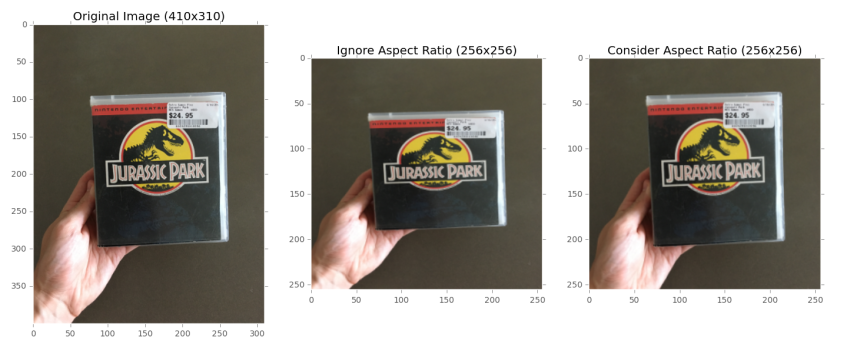 Original Image (410x310)
0
50
100
150
200
250
300
350
0 50 100 150 200 250 300
NINTENDO
$24.95
JURASSIC PARK
Ignore Aspect Ratio (256x256)
0
50
100
150
200
250
0 50 100 150 200 250
NINTENDO
$24.95
JURASSIC PARK
Consider Aspect Ratio (256x256)
0
50
100
150
200
250
0 50 100 150 200 250
NINTENDO
$24.95
JURASSIC PARK